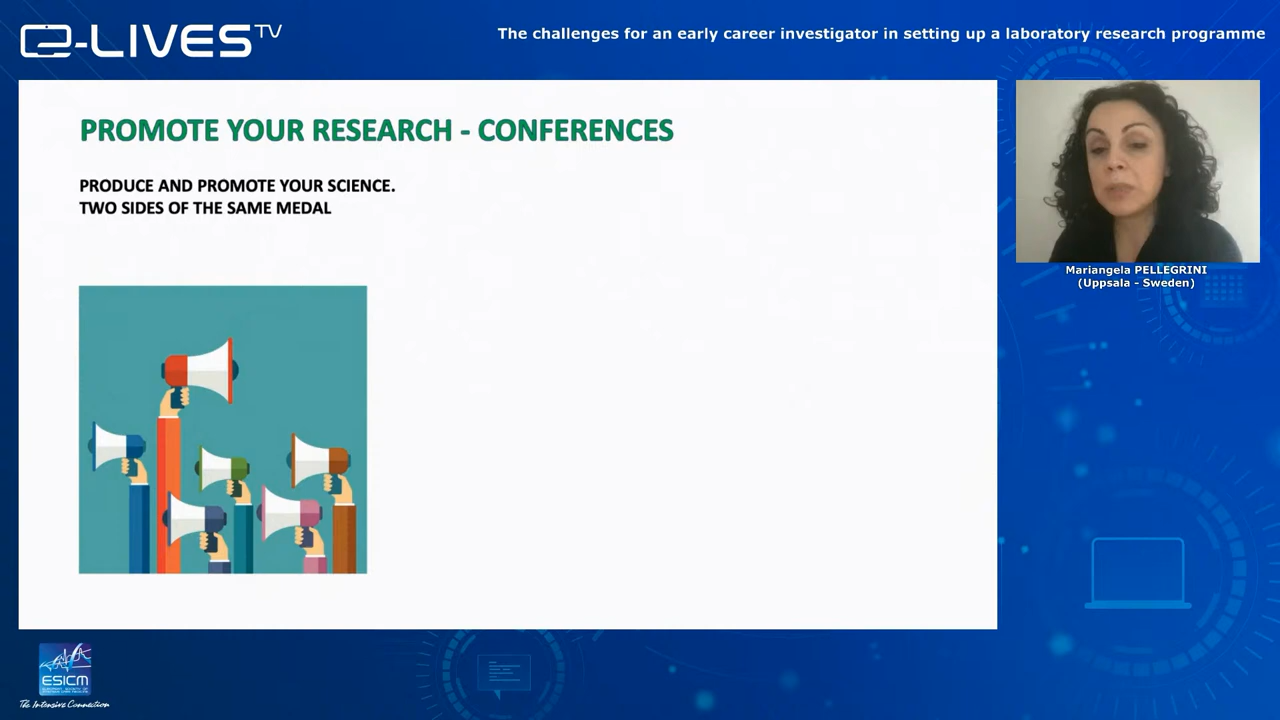 e-LIVES TV
The challenges for an early career investigator in setting up a laboratory research programme
PROMOTE YOUR RESEARCH - CONFERENCES
PRODUCE AND PROMOTE YOUR SCIENCE.
TWO SIDES OF THE SAME MEDAL
Mariangela PELLEGRINI
(Uppsala - Sweden)
ESICM
The Intensive Connection